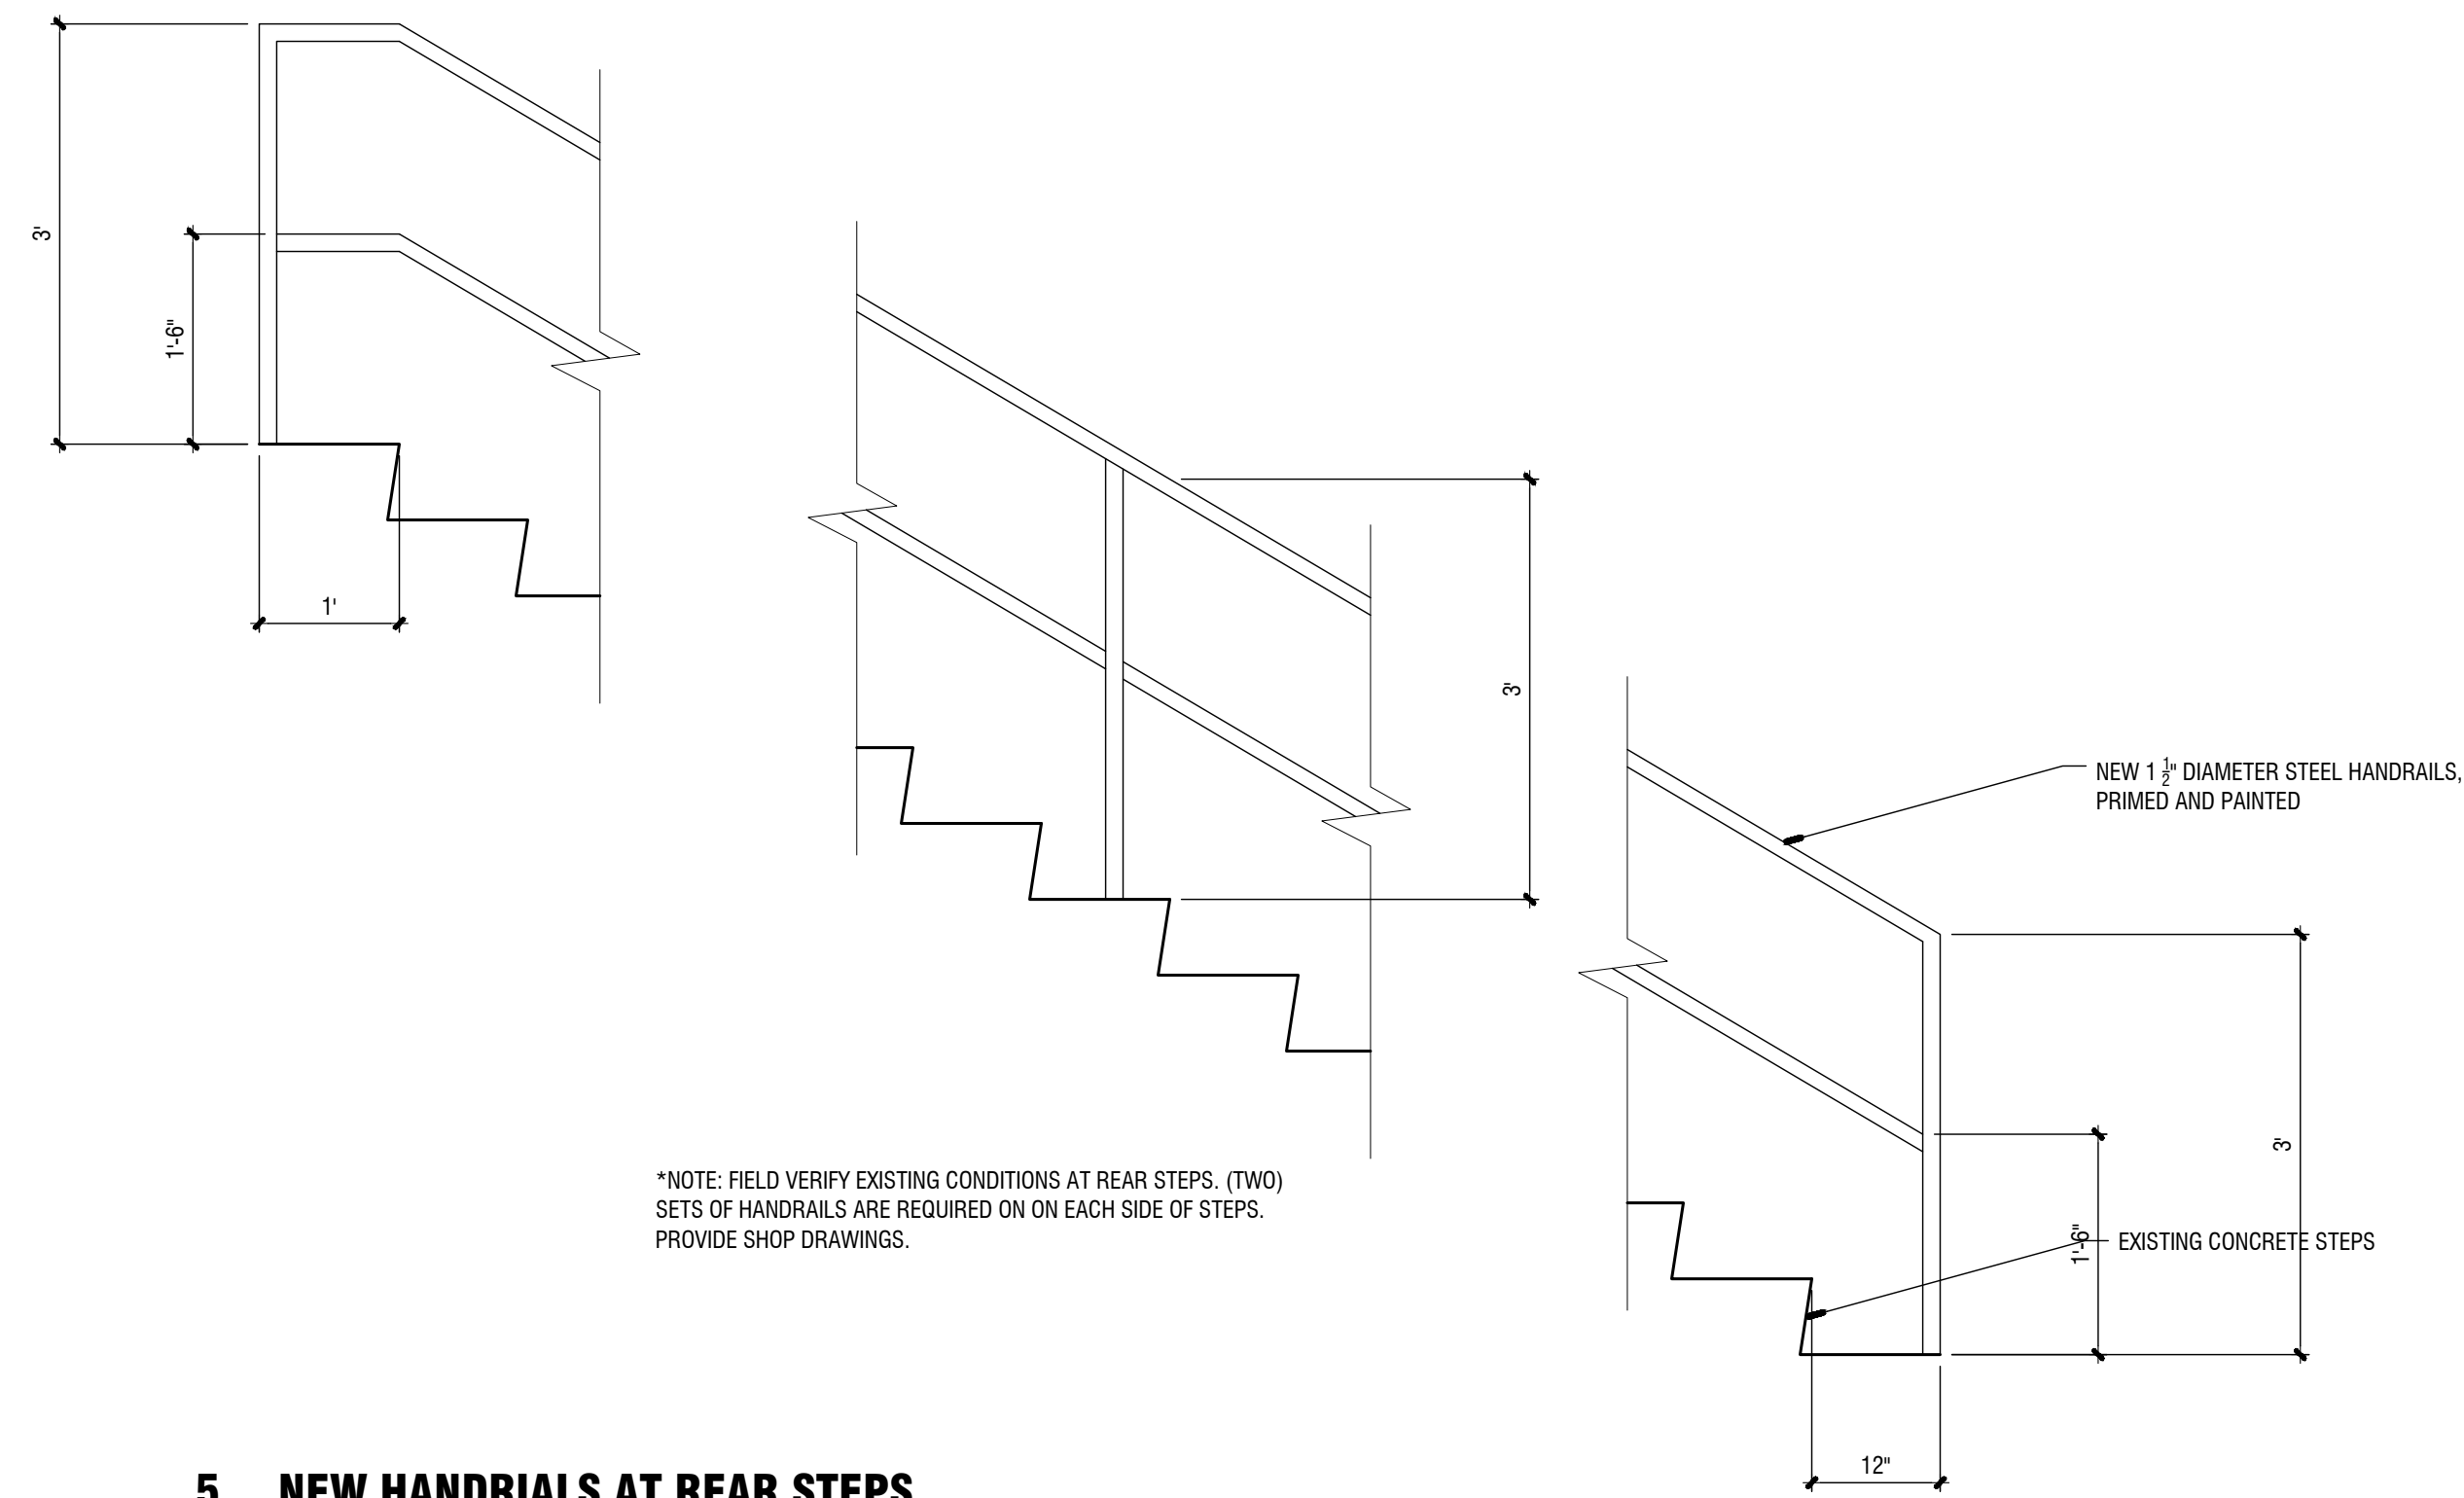 3'
1'-6"
1'
3'
NEW 1 1/2" DIAMETER STEEL HANDRAILS,
PRIMED AND PAINTED
3'
1'-6"
EXISTING CONCRETE STEPS
12"
*NOTE: FIELD VERIFY EXISTING CONDITIONS AT REAR STEPS. (TWO)
SETS OF HANDRAILS ARE REQUIRED ON ON EACH SIDE OF STEPS.
PROVIDE SHOP DRAWINGS.
5 NEW HANDRIALS AT REAR STEPS